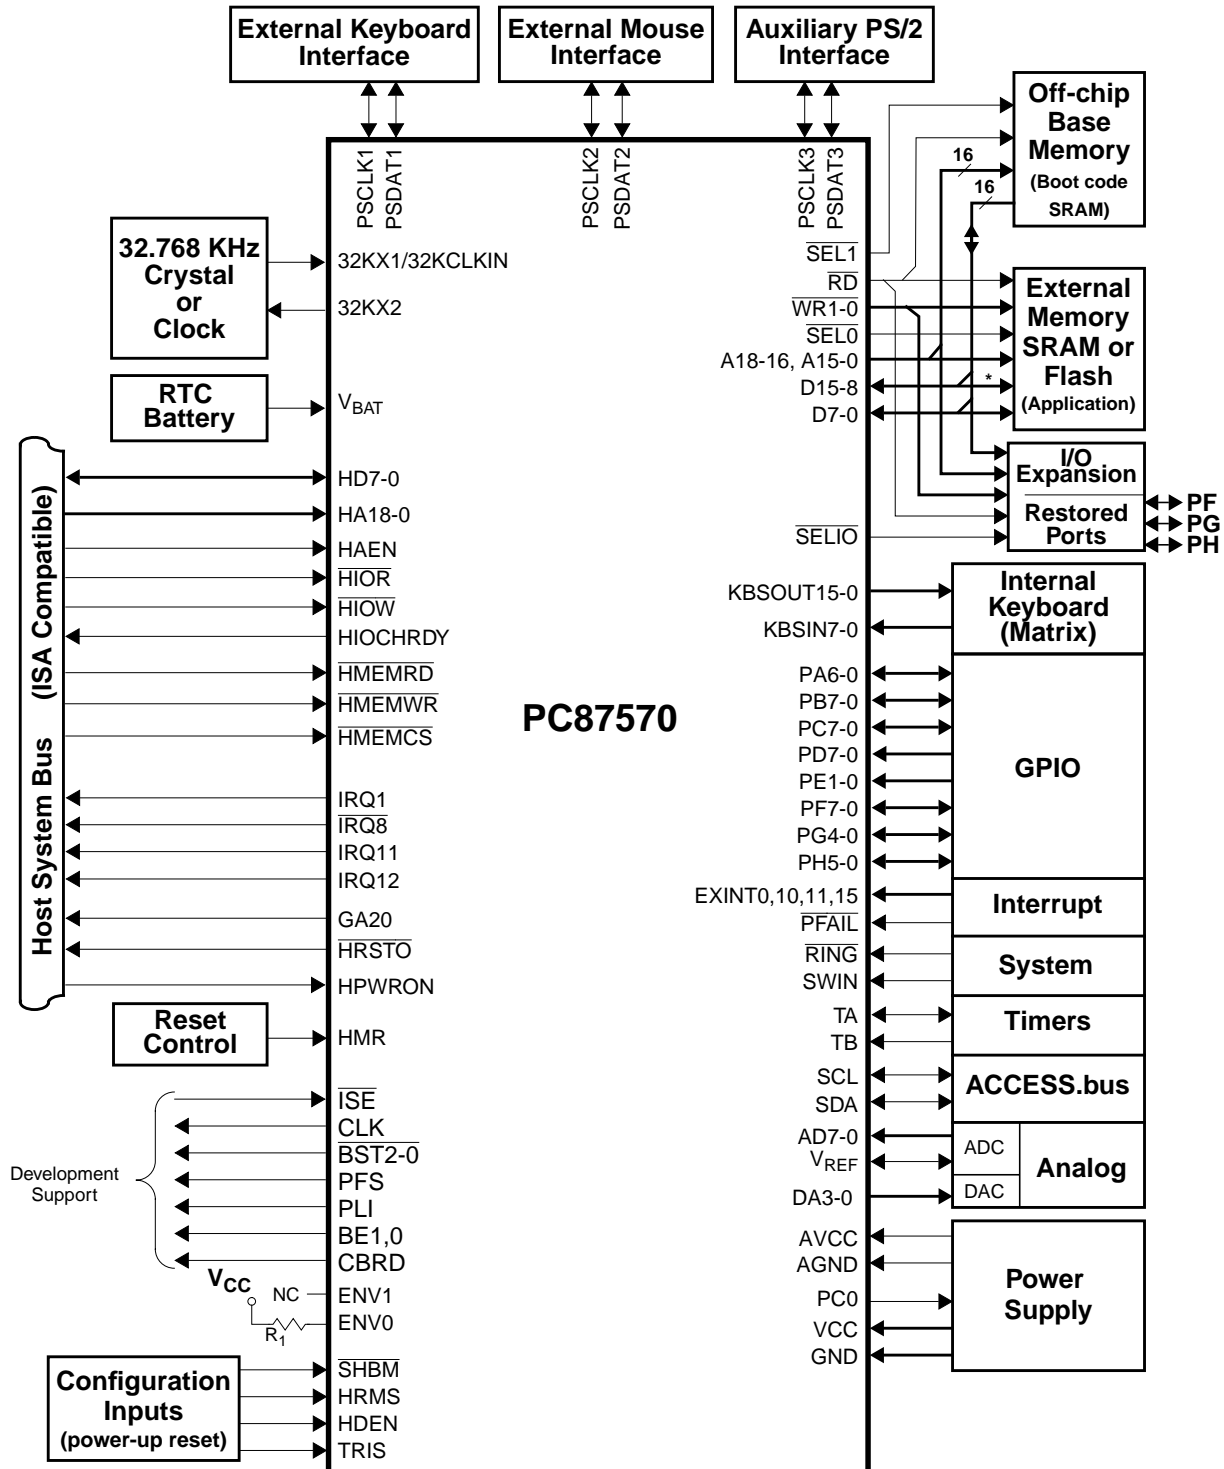 External Keyboard
Interface
External Mouse
Interface
Auxiliary PS/2
Interface
PSCLK1
PSDAT1
PSCLK2
PSDAT2
PSCLK3
PSDAT3
Off-chip
Base
Memory
(Boot code
SRAM)
16
16
32.768 KHz
Crystal
or
Clock
32KX1/32KCLKIN
32KX2
RTC
Battery
VBAT
SEL1
RD
WR1-0
SEL0
A18-16, A15-0
D15-8
*
D7-0
External
Memory
SRAM or
Flash
(Application)
I/O
Expansion
Restored
Ports
PF
PG
PH
SELIO
Host System Bus (ISA Compatible)
HD7-0
HA18-0
HAEN
HIOR
HIOW
HIOCHRDY
HMEMRD
HMEMWR
HMEMCS
IRQ1
IRQ8
IRQ11
IRQ12
GA20
HRSTO
HPWRON
PC87570
KBSOUT15-0
KBSIN7-0
Internal
Keyboard
(Matrix)
PA6-0
PB7-0
PC7-0
PD7-0
PE1-0
PF7-0
PG4-0
PH5-0
GPIO
EXINT0,10,11,15
PFAIL
Interrupt
RING
SWIN
System
TA
TB
Timers
SCL
SDA
ACCESS.bus
AD7-0
VREF
DA3-0
ADC
DAC
Analog
AVCC
AGND
PC0
VCC
GND
Power
Supply
Reset
Control
HMR
Development
Support
ISE
CLK
BST2-0
PFS
PLI
BE1,0
CBRD
VCC
NC
ENV1
R1
ENV0
Configuration
Inputs
(power-up reset)
SHBM
HRMS
HDEN
TRIS